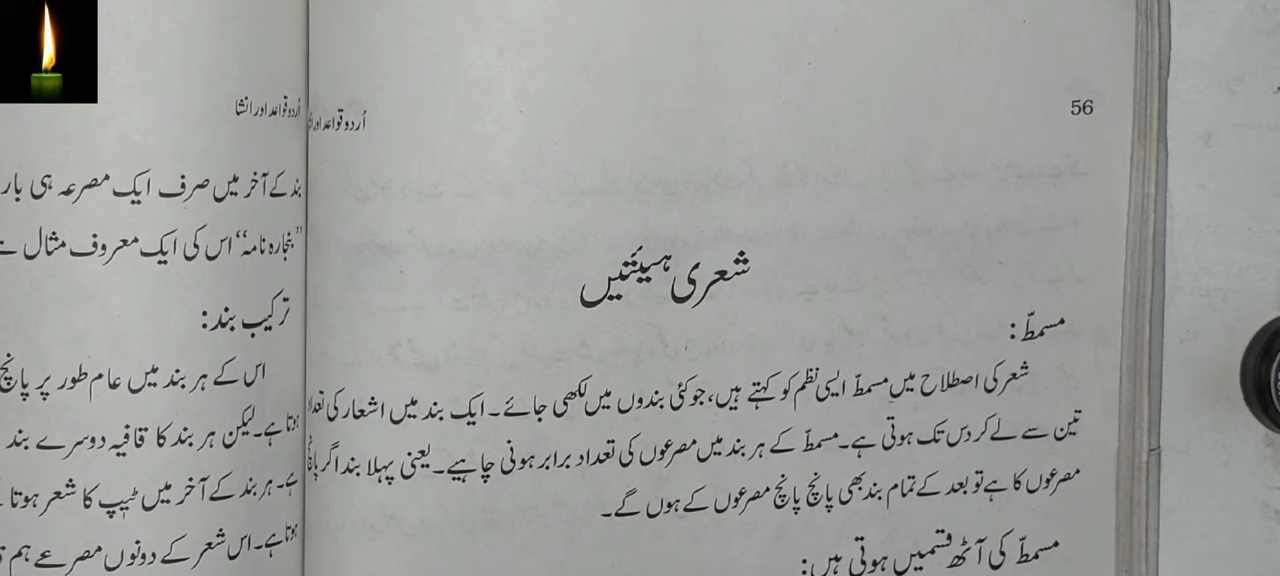 56
اُردو قواعد اور
شعری ہیئتیں
مسمطّ:
شعر کی اصطلاح میں مسمطّ ایسی نظم کو کہتے ہیں، جو کئی بندوں میں لکھی جائے۔ ایک بند میں اشعار کی تعداد
تین سے لے کر دس تک ہوتی ہے۔ مسمطّ کے ہر بند میں مصرعوں کی تعداد برابر ہونی چاہیے۔ یعنی پہلا بند اگر
مصرعوں کا ہے تو بعد کے تمام بند بھی پانچ پانچ مصرعوں کے ہوں گے۔
مسمطّ کی آٹھ قسمیں ہوتی ہیں:
اُردو قواعد اور انشا
بند کے آخر میں صرف ایک مصرعہ ہی بار
”بنجارہ نامہ“ اس کی ایک معروف مثال
ترکیب بند:
اس کے ہر بند میں عام طور پر پانچ
ہوتا ہے۔ لیکن ہر بند کا قافیہ دوسرے بند
ہے۔ ہر بند کے آخر میں ٹیپ کا شعر ہوتا
ہوتا ہے۔ اس شعر کے دونوں مصرعے ہم